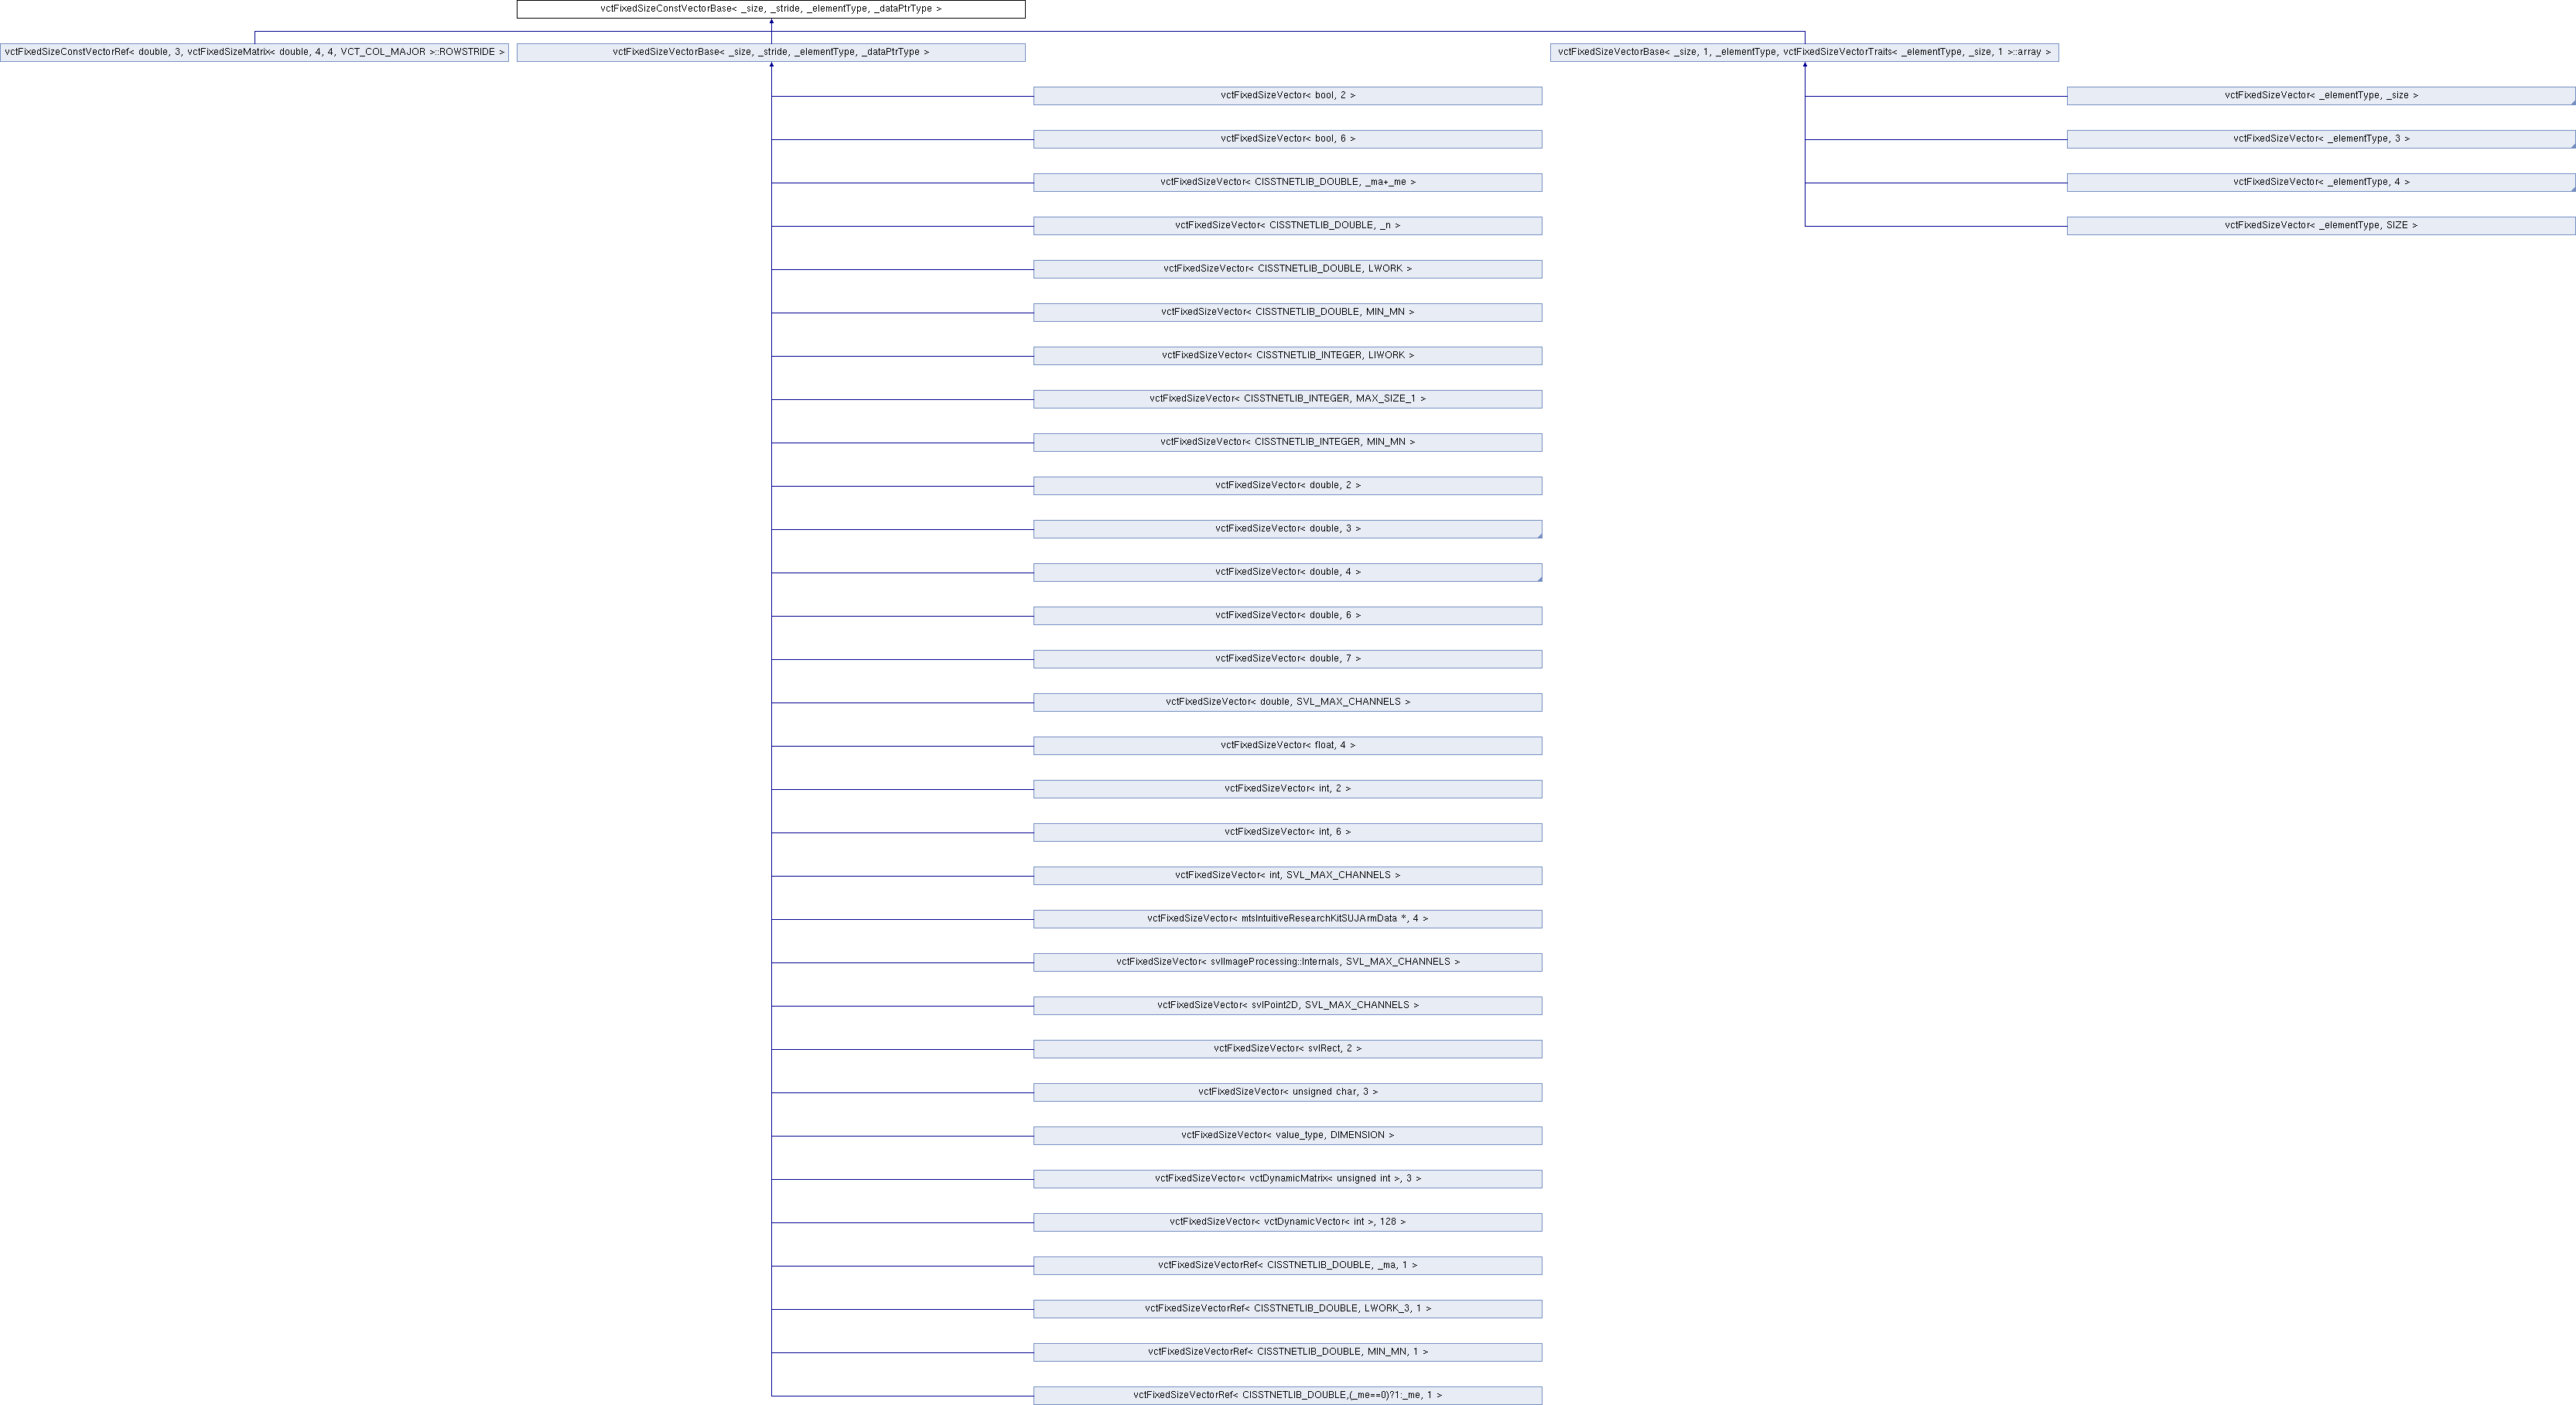 vctFixedSizeConstVectorBase< _size, _stride, _elementType, _dataPtrType >
vctFixedSizeConstVectorRef< double, 3, vctFixedSizeMatrix< double, 4, 4, VCT_COL_MAJOR >::ROWSTRIDE >
vctFixedSizeVectorBase< _size, _stride, _elementType, _dataPtrType >
vctFixedSizeVectorBase< _size, 1, _elementType, vctFixedSizeVectorTraits< _elementType, _size, 1 >::array >
vctFixedSizeVector< bool, 2 >
vctFixedSizeVector< bool, 6 >
vctFixedSizeVector< CISSTNETLIB_DOUBLE, _ma+_me >
vctFixedSizeVector< CISSTNETLIB_DOUBLE, _n >
vctFixedSizeVector< CISSTNETLIB_DOUBLE, LWORK >
vctFixedSizeVector< CISSTNETLIB_DOUBLE, MIN_MN >
vctFixedSizeVector< CISSTNETLIB_INTEGER, LIWORK >
vctFixedSizeVector< CISSTNETLIB_INTEGER, MAX_SIZE_1 >
vctFixedSizeVector< CISSTNETLIB_INTEGER, MIN_MN >
vctFixedSizeVector< double, 2 >
vctFixedSizeVector< double, 3 >
vctFixedSizeVector< double, 4 >
vctFixedSizeVector< double, 6 >
vctFixedSizeVector< double, 7 >
vctFixedSizeVector< double, SVL_MAX_CHANNELS >
vctFixedSizeVector< float, 4 >
vctFixedSizeVector< int, 2 >
vctFixedSizeVector< int, 6 >
vctFixedSizeVector< int, SVL_MAX_CHANNELS >
vctFixedSizeVector< mtsIntuitiveResearchKitSUJArmData *, 4 >
vctFixedSizeVector< svlImageProcessing::Internals, SVL_MAX_CHANNELS >
vctFixedSizeVector< svlPoint2D, SVL_MAX_CHANNELS >
vctFixedSizeVector< svlRect, 2 >
vctFixedSizeVector< unsigned char, 3 >
vctFixedSizeVector< value_type, DIMENSION >
vctFixedSizeVector< vctDynamicMatrix< unsigned int >, 3 >
vctFixedSizeVector< vctDynamicVector< int >, 128 >
vctFixedSizeVectorRef< CISSTNETLIB_DOUBLE, _ma, 1 >
vctFixedSizeVectorRef< CISSTNETLIB_DOUBLE, LWORK_3, 1 >
vctFixedSizeVectorRef< CISSTNETLIB_DOUBLE, MIN_MN, 1 >
vctFixedSizeVectorRef< CISSTNETLIB_DOUBLE,(_me==0)?1:_me, 1 >
vctFixedSizeVector< _elementType, _size >
vctFixedSizeVector< _elementType, 3 >
vctFixedSizeVector< _elementType, 4 >
vctFixedSizeVector< _elementType, SIZE >